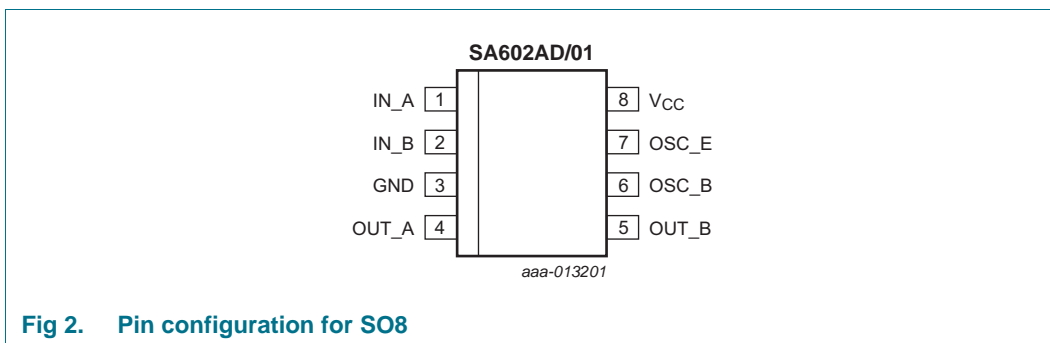 SA602AD/01
IN_A 1 8 VCC
IN_B 2 7 OSC_E
GND 3 6 OSC_B
OUT_A 4 5 OUT_B
aaa-013201
Fig 2. Pin configuration for SO8